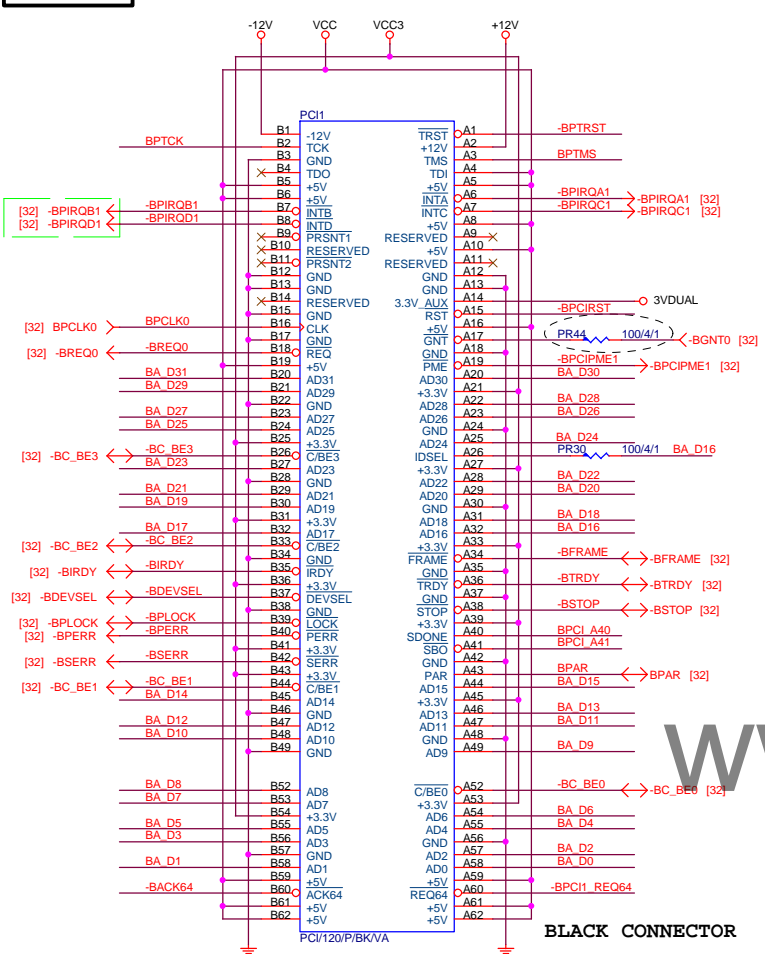 -12V VCC VCC3 +12V
PCI1
B1 -12V TRST A1 -BPTRST
BPTCK B2 TCK +12V A2
B3 GND TMS A3 BPTMS
B4 TDO TDI A4
B5 +5V +5V A5
B6 +5V INTA A6 -BPIRQA1 -BPIRQA1 [32]
[32] -BPIRQB1 -BPIRQB1 B7 INTB INTC A7 -BPIRQC1 -BPIRQC1 [32]
[32] -BPIRQD1 -BPIRQD1 B8 INTD +5V A8
B9 PRSNT1 RESERVED A9
B10 RESERVED +5V A10
B11 PRSNT2 RESERVED A11
B12 GND GND A12
B13 GND GND A13
B14 RESERVED 3.3V_AUX A14 3VDUAL
B15 GND RST A15 -BPCIRST
[32] BPCLK0 BPCLK0 B16 CLK +5V A16
B17 GND GNT A17 PR44 100/4/1 -BGNT0 [32]
[32] -BREQ0 -BREQ0 B18 REQ GND A18
B19 +5V PME A19 -BPCIPME1 -BPCIPME1 [32]
BA_D31 B20 AD31 AD30 A20 BA_D30
BA_D29 B21 AD29 +3.3V A21
B22 GND AD28 A22 BA_D28
BA_D27 B23 AD27 AD26 A23 BA_D26
BA_D25 B24 AD25 GND A24
B25 +3.3V AD24 A25 BA_D24
[32] -BC_BE3 -BC_BE3 B26 C/BE3 IDSEL A26 PR30 100/4/1 BA_D16
BA_D23 B27 AD23 +3.3V A27
B28 GND AD22 A28 BA_D22
BA_D21 B29 AD21 AD20 A29 BA_D20
BA_D19 B30 AD19 GND A30
B31 +3.3V AD18 A31 BA_D18
BA_D17 B32 AD17 AD16 A32 BA_D16
[32] -BC_BE2 -BC_BE2 B33 C/BE2 +3.3V A33
B34 GND FRAME A34 -BFRAME -BFRAME [32]
[32] -BIRDY -BIRDY B35 IRDY GND A35
B36 +3.3V TRDY A36 -BTRDY -BTRDY [32]
[32] -BDEVSEL -BDEVSEL B37 DEVSEL GND A37
B38 GND STOP A38 -BSTOP -BSTOP [32]
[32] -BPLOCK -BPLOCK B39 LOCK +3.3V A39
[32] -BPERR -BPERR B40 PERR SDONE A40 BPCI_A40
B41 +3.3V SBO A41 BPCI_A41
[32] -BSERR -BSERR B42 SERR GND A42
B43 +3.3V PAR A43 BPAR BPAR [32]
[32] -BC_BE1 -BC_BE1 B44 C/BE1 AD15 A44 BA_D15
BA_D14 B45 AD14 +3.3V A45
B46 GND AD13 A46 BA_D13
BA_D12 B47 AD12 AD11 A47 BA_D11
BA_D10 B48 AD10 GND A48
B49 GND AD9 A49 BA_D9
BA_D8 B52 AD8 C/BE0 A52 -BC_BE0 -BC_BE0 [32]
BA_D7 B53 AD7 +3.3V A53
B54 +3.3V AD6 A54 BA_D6
BA_D5 B55 AD5 AD4 A55 BA_D4
BA_D3 B56 AD3 GND A56
B57 GND AD2 A57 BA_D2
BA_D1 B58 AD1 AD0 A58 BA_D0
B59 +5V +5V A59
-BACK64 B60 ACK64 REQ64 A60 -BPCI1_REQ64
B61 +5V +5V A61
B62 +5V +5V A62
PCI/120/P/BK/VA
BLACK CONNECTOR